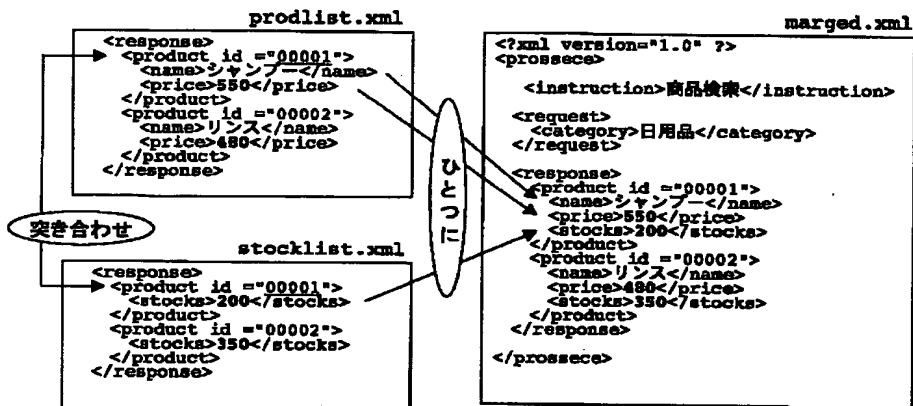 prodlist.xml
<response>
<product id ="00001">
<name>シャンプー</name>
<price>550</price>
</product>
<product id ="00002">
<name>リンス</name>
<price>480</price>
</product>
</response>
突き合わせ
stocklist.xml
<response>
<product id ="00001">
<stocks>200</stocks>
</product>
<product id ="00002">
<stocks>350</stocks>
</product>
</response>
ひとつに
marged.xml
<?xml version="1.0" ?>
<prossece>
<instruction>商品検索</instruction>
<request>
<category>日用品</category>
</request>
<response>
<product id ="00001">
<name>シャンプー</name>
<price>550</price>
<stocks>200</stocks>
</product>
<product id ="00002">
<name>リンス</name>
<price>480</price>
<stocks>350</stocks>
</product>
</response>
</prossece>